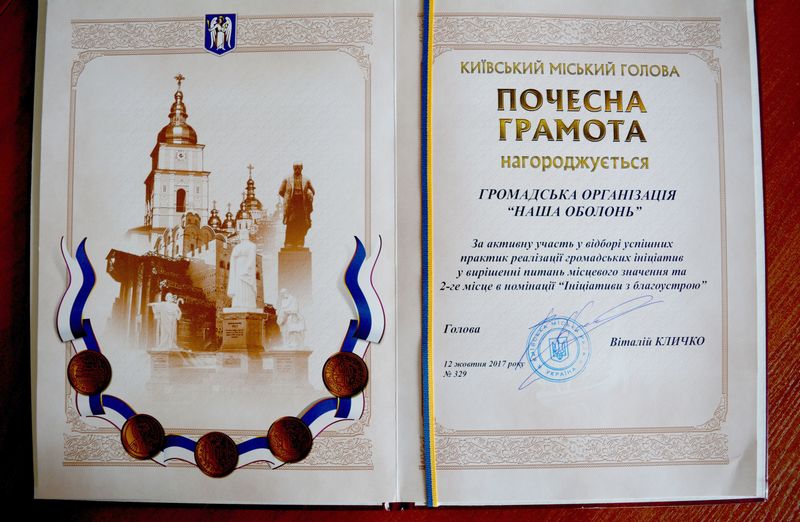 КИЇВСЬКИЙ МІСЬКИЙ ГОЛОВА
ПОЧЕСНА
ГРАМОТА
нагороджується
ГРОМАДСЬКА ОРГАНІЗАЦІЯ
“НАША ОБОЛОНЬ”
За активну участь у відборі успішних
практик реалізації громадських ініціатив
у вирішенні питань місцевого значення та
2-ге місце в номінації “Ініціативи з благоустрою”
Голова
Віталій КЛИЧКО
12 жовтня 2017 року
№ 329
УКРАЇНА